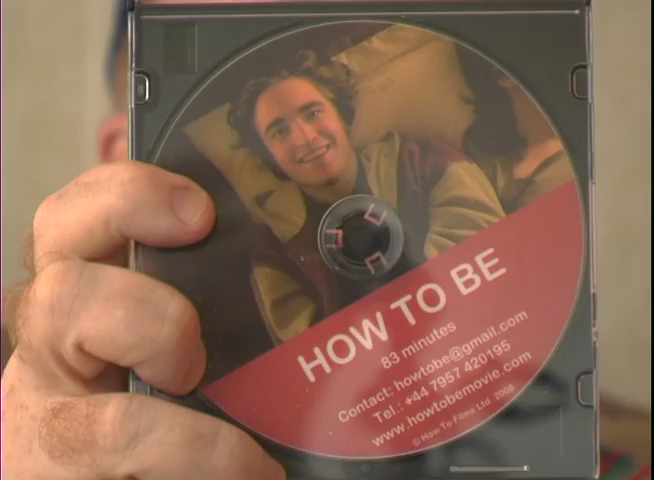 HOW TO BE
83 minutes
Contact: howtobe@gmail.com
Tel.: +44 7957 420195
www.howtobemovie.com
© How To Films Ltd. 2008